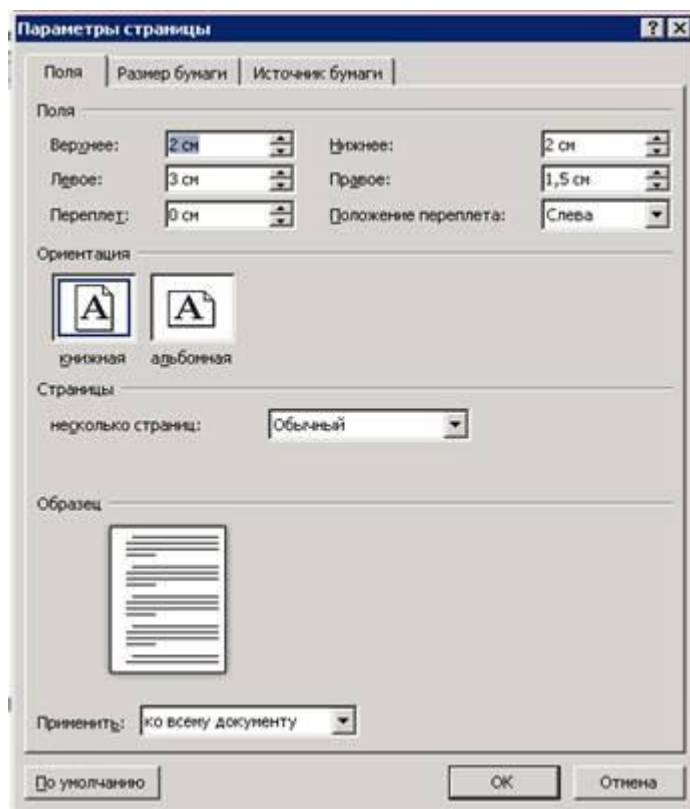 Параметры страницы
Поля Размер бумаги Источник бумаги
Поля
Верхнее: 2 см Нижнее: 2 см
Левое: 3 см Правое: 1,5 см
Переплет: 0 см Положение переплета: Слева
Ориентация
A A
книжная альбомная
Страницы
несколько страниц: Обычный
Образец
Применить: ко всему документу
По умолчанию ОК Отмена